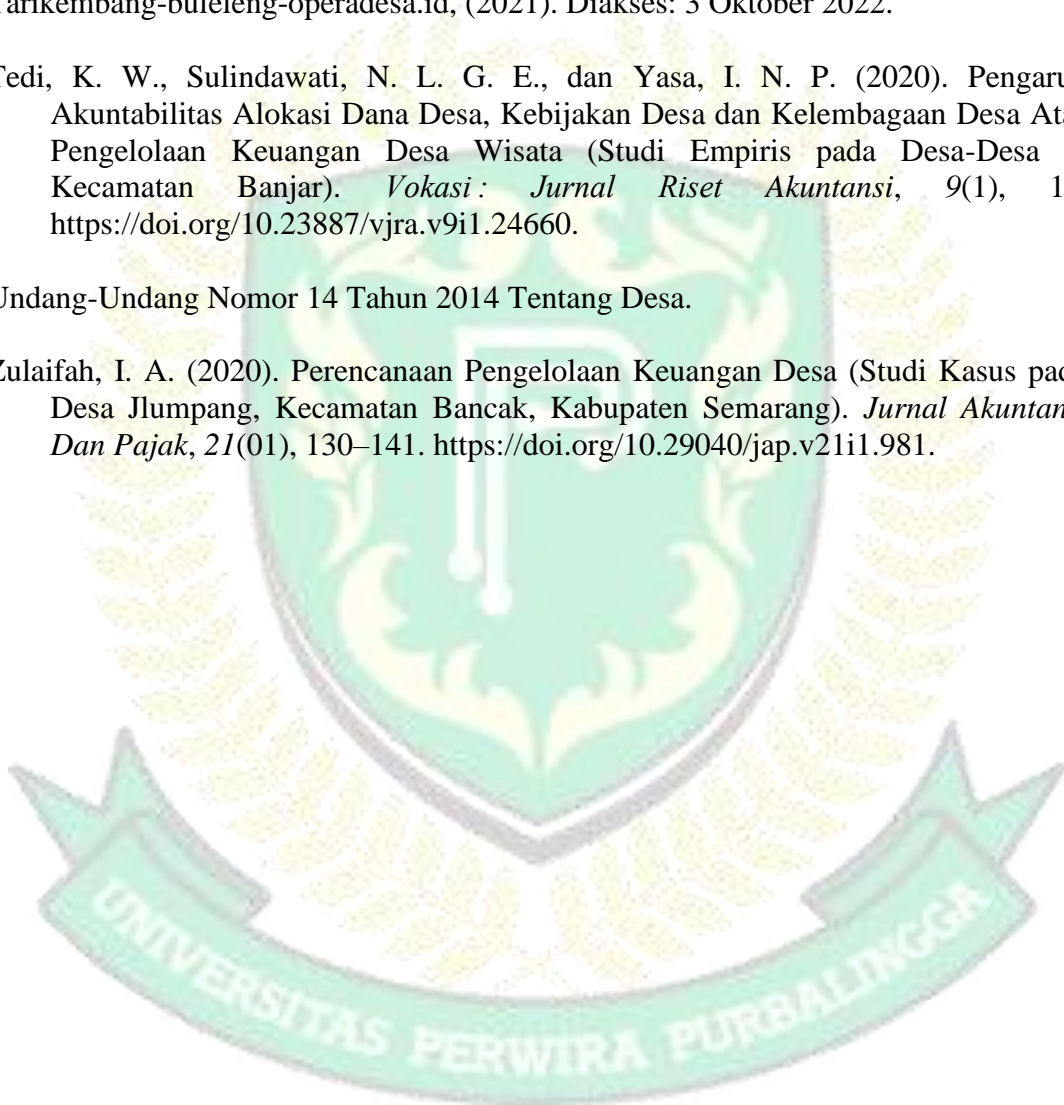 Tarikembang-buleleng-operadesa.id, (2021). Diakses: 3 Oktober 2022.
Tedi, K. W., Sulindawati, N. L. G. E., dan Yasa, I. N. P. (2020). Pengaru
Akuntabilitas Alokasi Dana Desa, Kebijakan Desa dan Kelembagaan Desa Ata
Pengelolaan Keuangan Desa Wisata (Studi Empiris pada Desa-Desa
Kecamatan Banjar). Vokasi : Jurnal Riset Akuntansi, 9(1), 1
https://doi.org/10.23887/vjra.v9i1.24660.
Undang-Undang Nomor 14 Tahun 2014 Tentang Desa.
Zulaifah, I. A. (2020). Perencanaan Pengelolaan Keuangan Desa (Studi Kasus pad
Desa Jlumpang, Kecamatan Bancak, Kabupaten Semarang). Jurnal Akuntan
Dan Pajak, 21(01), 130–141. https://doi.org/10.29040/jap.v21i1.981.
UNIVERSITAS PERWIRA PURBALINGGA